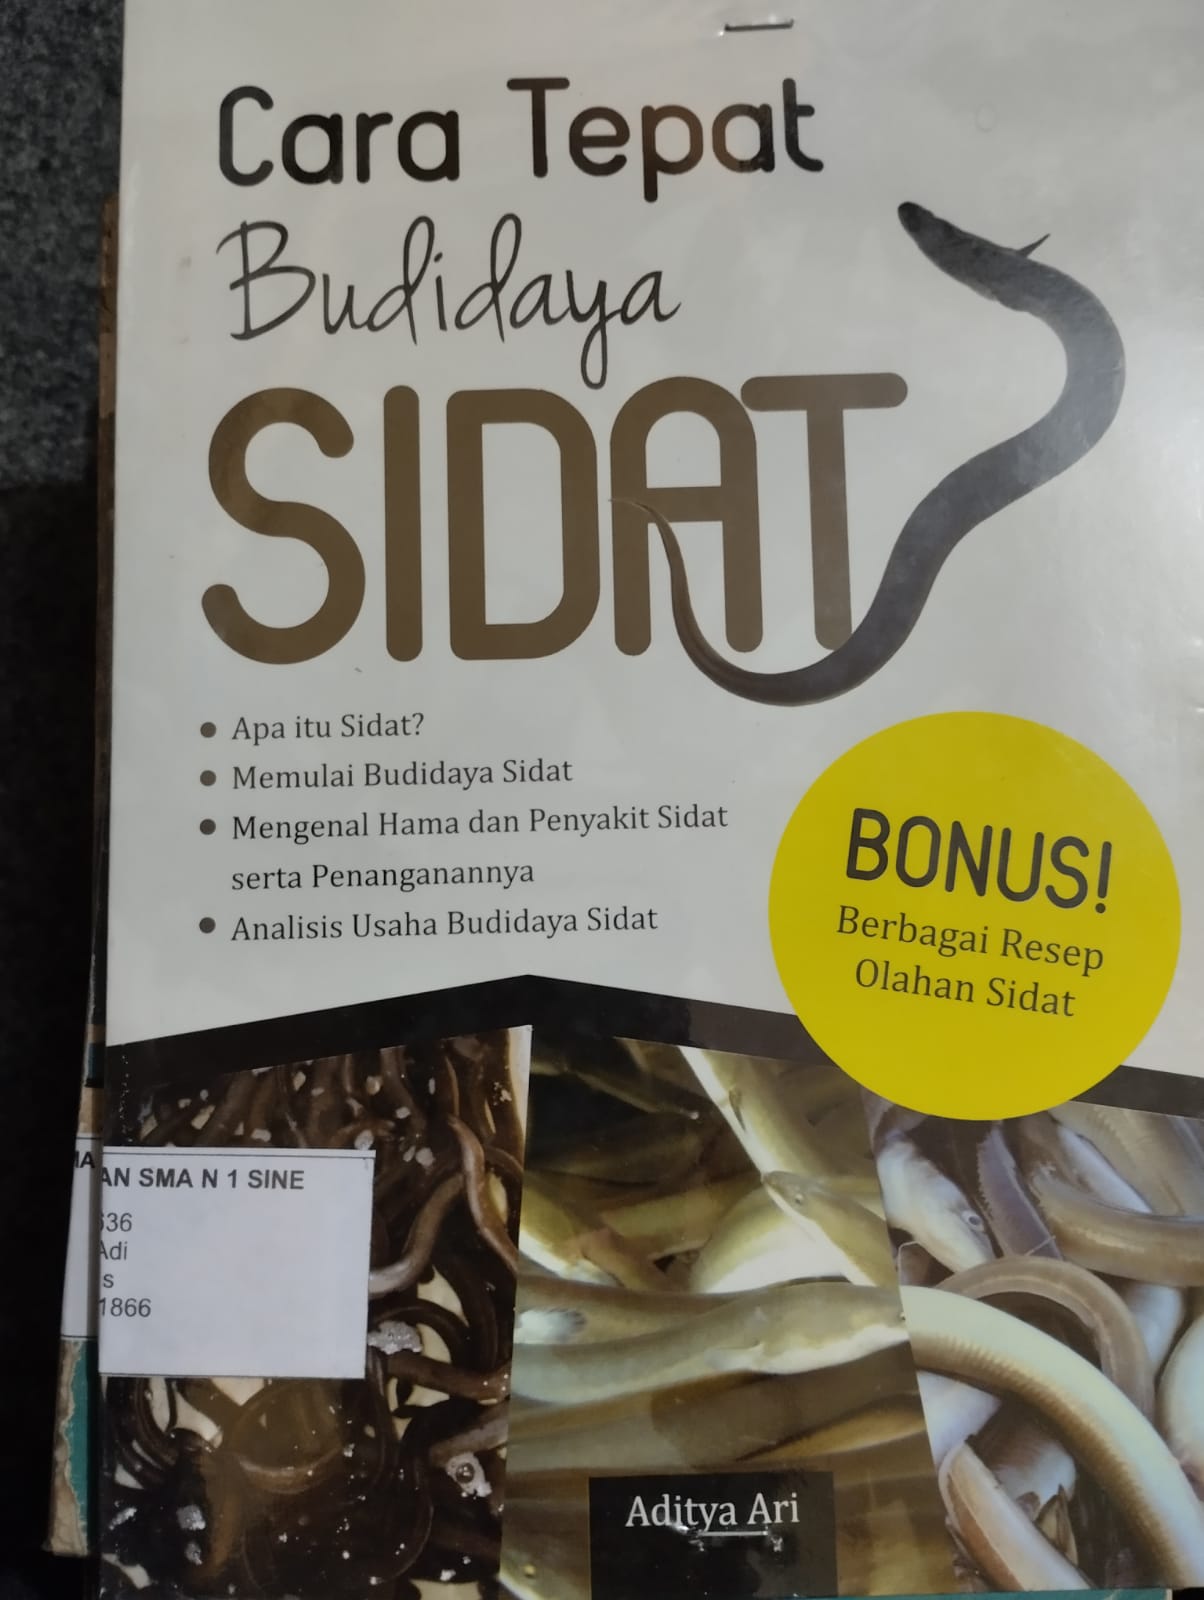 Cara Tepat
Budidaya
SIDAT
• Apa itu Sidat?
• Memulai Budidaya Sidat
• Mengenal Hama dan Penyakit Sidat
serta Penanganannya
• Analisis Usaha Budidaya Sidat
BONUS!
Berbagai Resep
Olahan Sidat
AN SMA N 1 SINE
636
Adi
s
1866
Aditya Ari